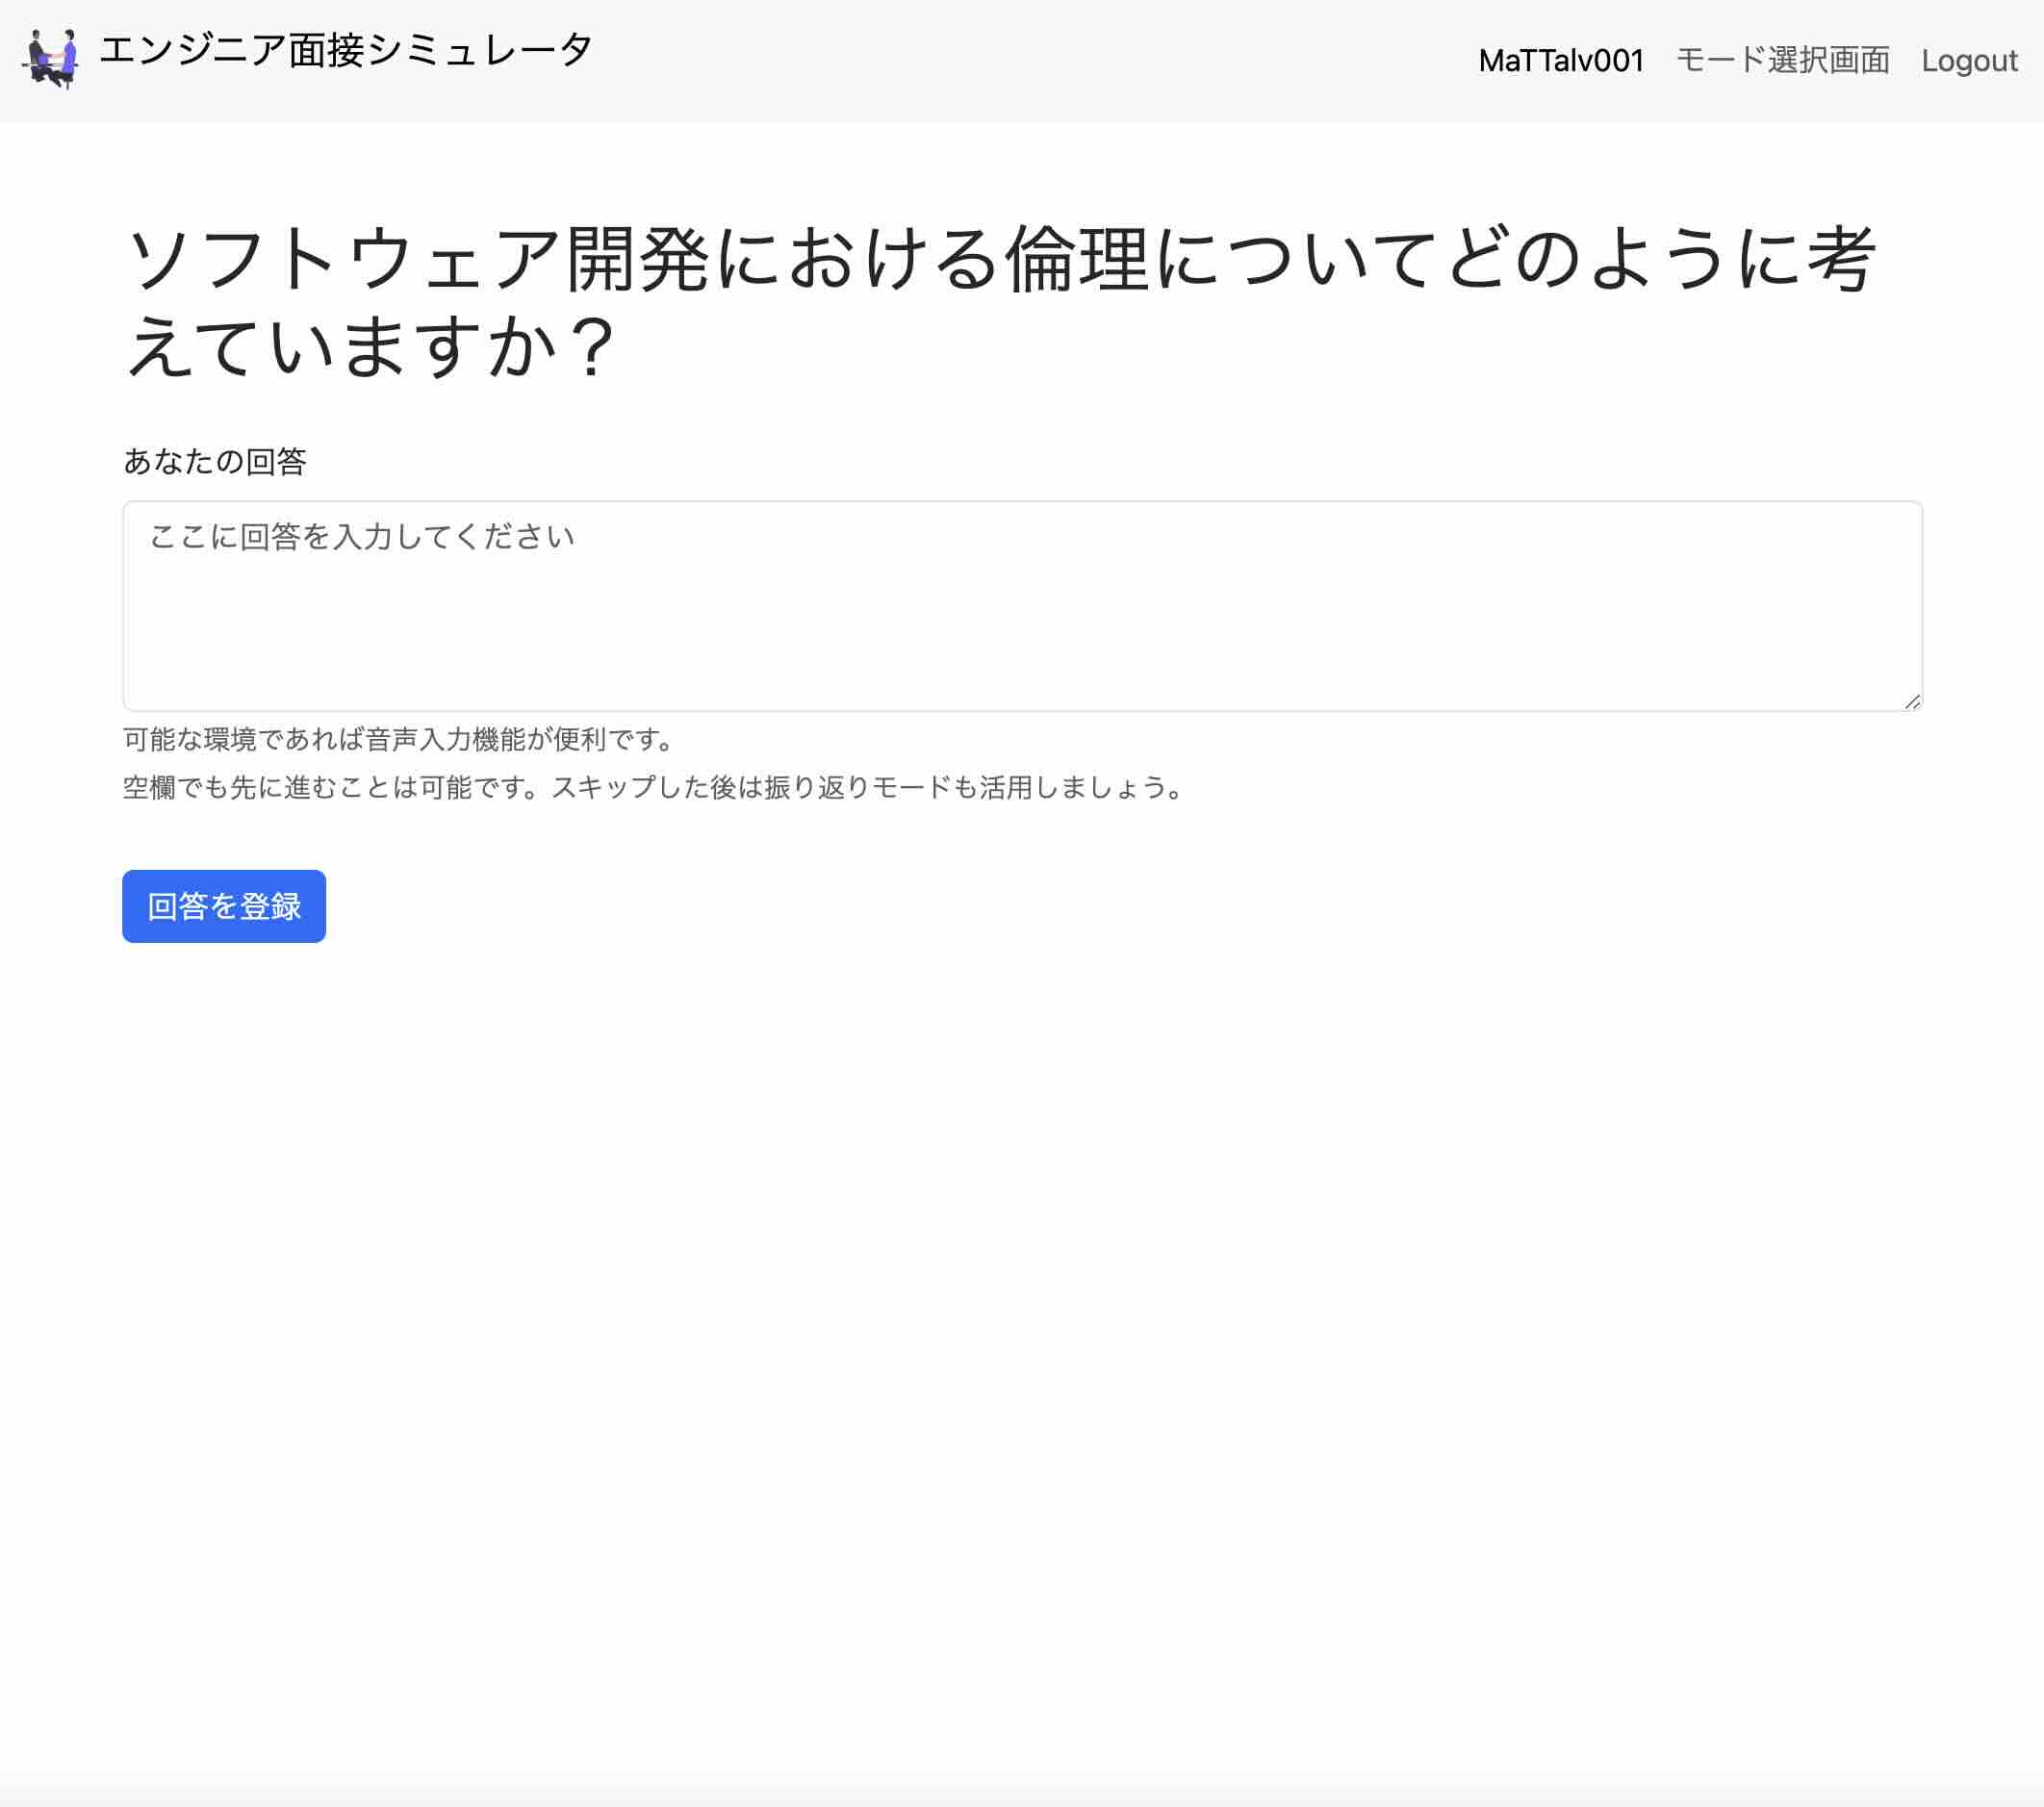 エンジニア面接シミュレータ
MaTTalv001 モード選択画面 Logout
ソフトウェア開発における倫理についてどのように考
えていますか？
あなたの回答
ここに回答を入力してください
可能な環境であれば音声入力機能が便利です。
空欄でも先に進むことは可能です。スキップした後は振り返りモードも活用しましょう。
回答を登録